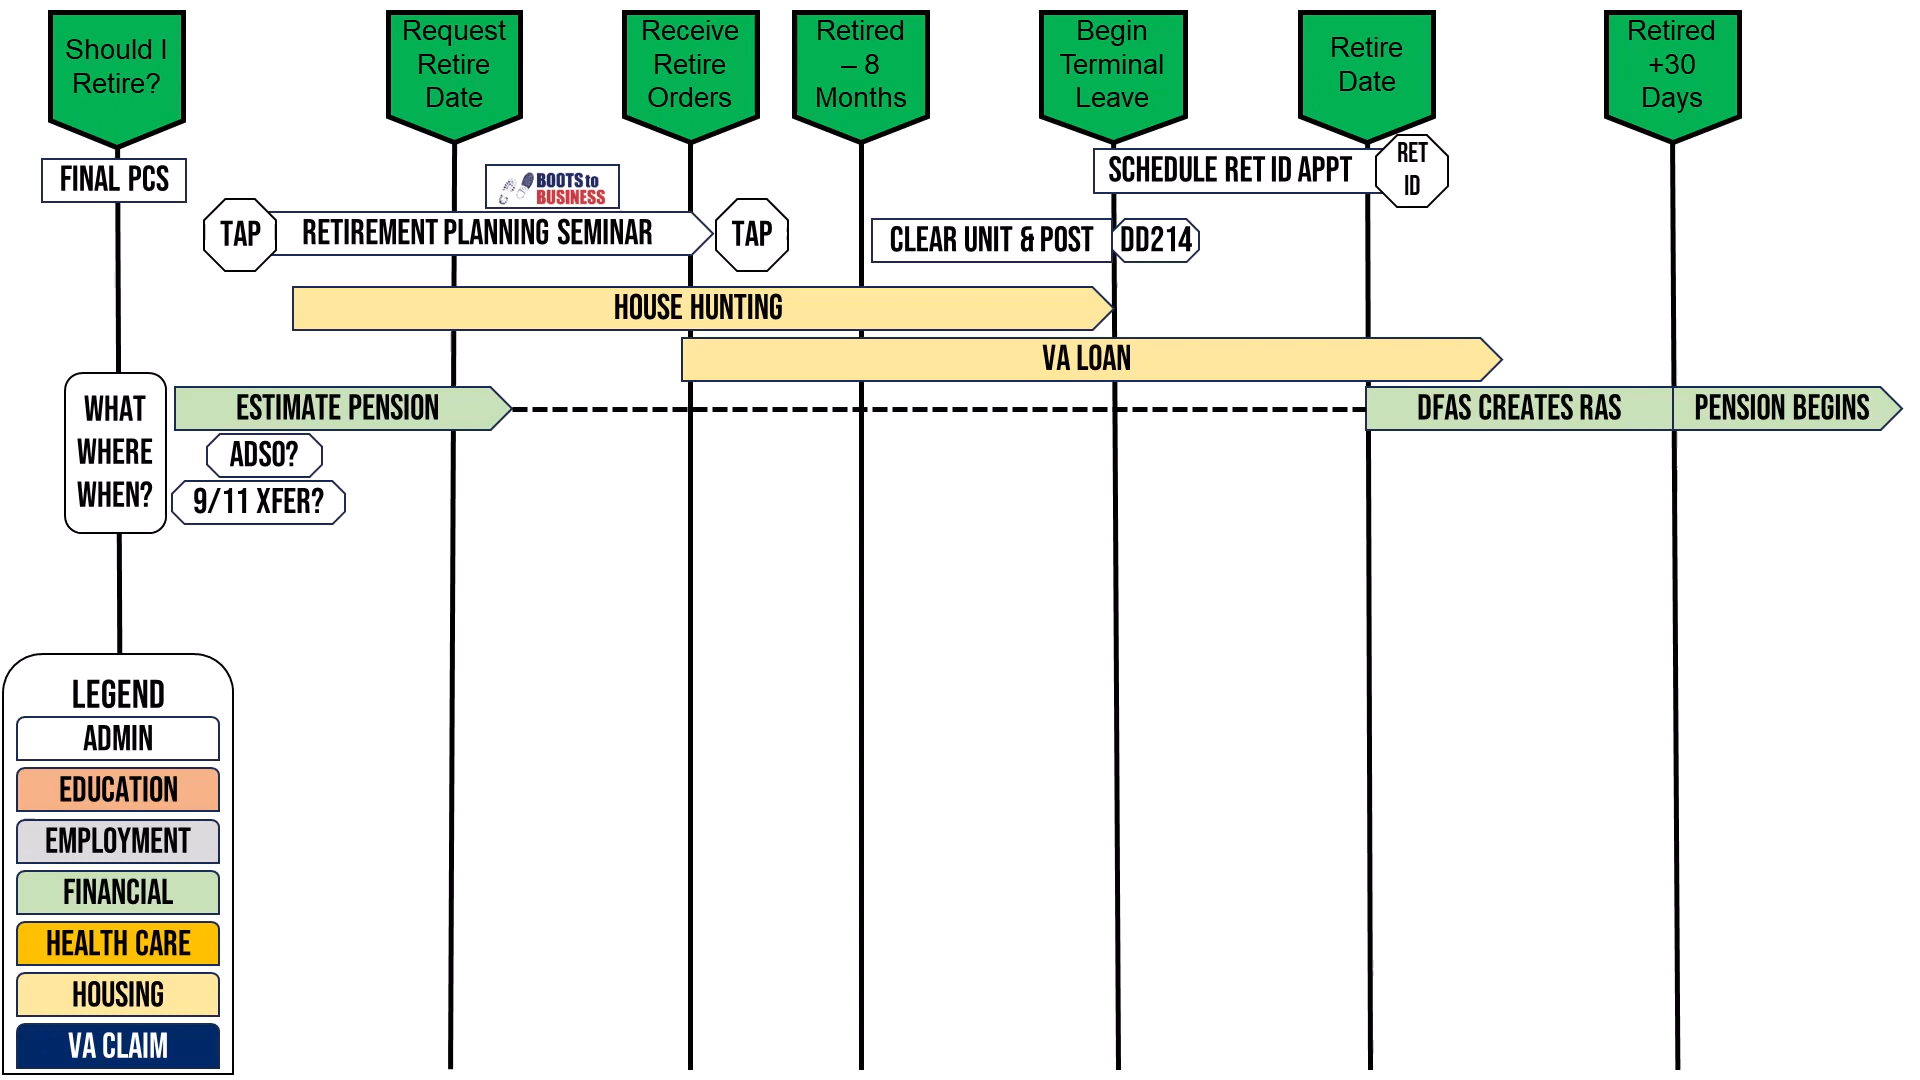 Should I
Retire?
Request
Retire
Date
Receive
Retire
Orders
Retired
– 8
Months
Begin
Terminal
Leave
Retire
Date
Retired
+30
Days
FINAL PCS
SCHEDULE RET ID APPT
RET
ID
BOOTS to
BUSINESS
TAP
RETIREMENT PLANNING SEMINAR
TAP
CLEAR UNIT & POST
DD214
HOUSE HUNTING
VA LOAN
WHAT
WHERE
WHEN?
ESTIMATE PENSION
DFAS CREATES RAS
PENSION BEGINS
ADSO?
9/11 XFER?
LEGEND
ADMIN
EDUCATION
EMPLOYMENT
FINANCIAL
HEALTH CARE
HOUSING
VA CLAIM